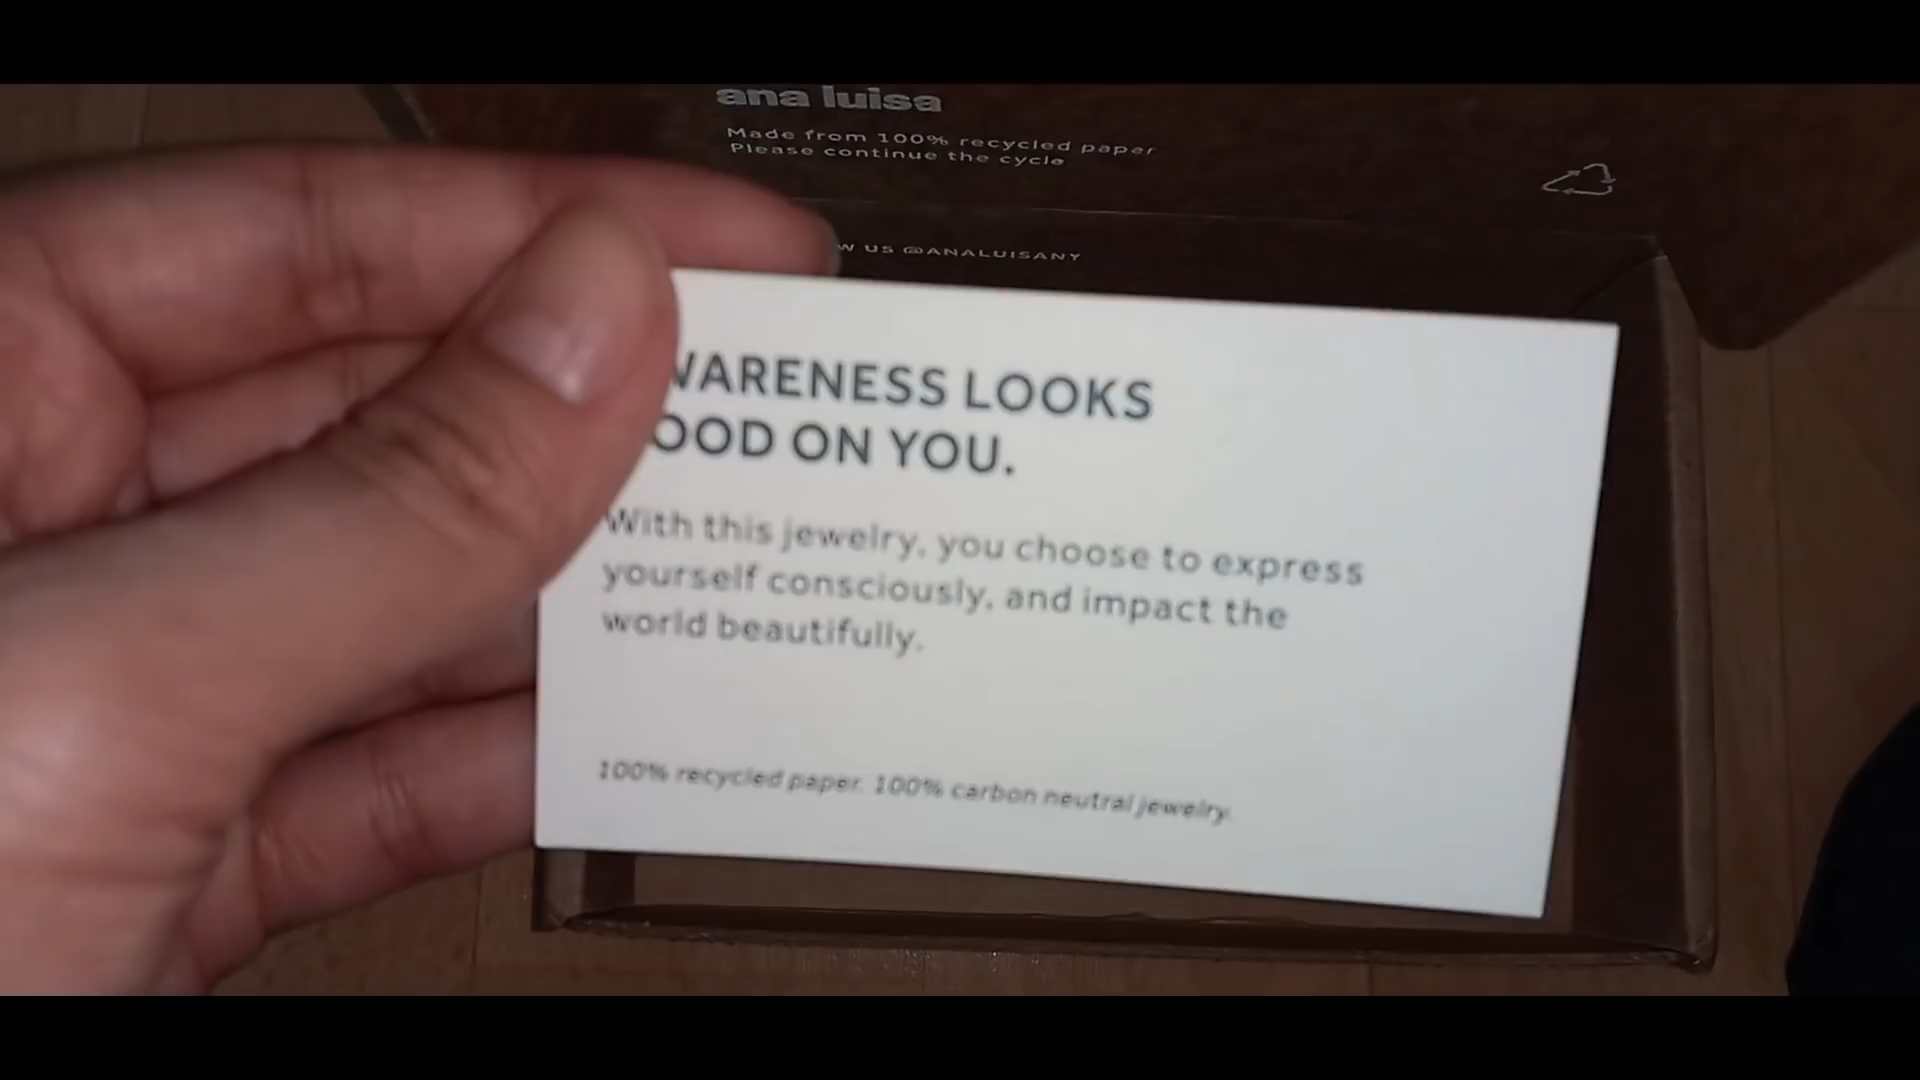 ana luisa
Made from 100% recycled paper
Please continue the cycle
W US @ANALUISANY
WARENESS LOOKS
OOD ON YOU.
With this jewelry, you choose to express
yourself consciously, and impact the
world beautifully.
100% recycled paper. 100% carbon neutral jewelry.